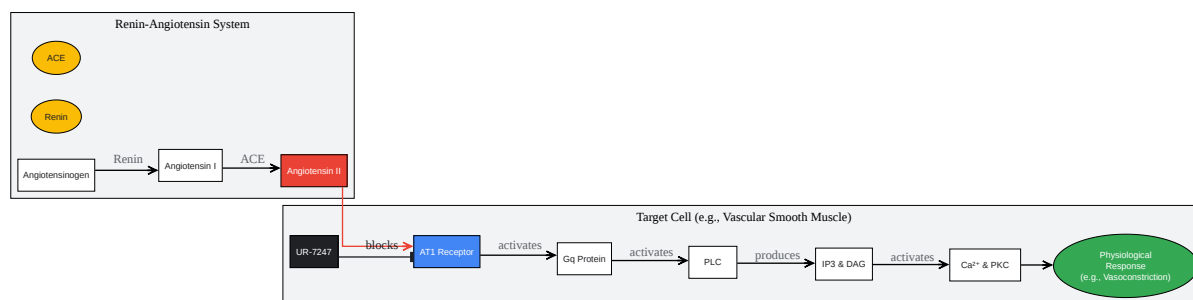 Renin-Angiotensin System
ACE
Renin
Angiotensinogen
Renin
Angiotensin I
ACE
Angiotensin II
Target Cell (e.g., Vascular Smooth Muscle)
UR-7247
blocks
AT1 Receptor
activates
Gq Protein
activates
PLC
produces
IP3 & DAG
activates
Ca²⁺ & PKC
Physiological
Response
(e.g., Vasoconstriction)